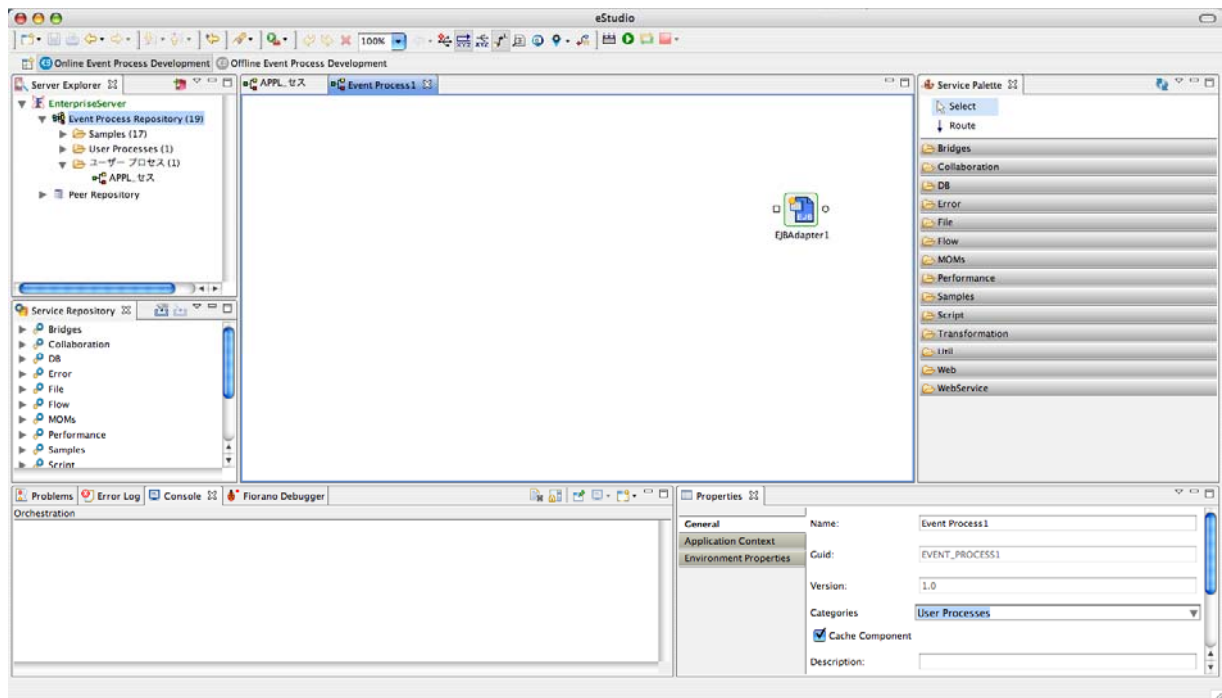 eStudio
100%
Online Event Process Development
Offline Event Process Development
Server Explorer
EnterpriseServer
Event Process Repository (19)
Samples (17)
User Processes (1)
ユーザー プロセス (1)
APPL_セス
Peer Repository
Service Repository
Bridges
Collaboration
DB
Error
File
Flow
MOMs
Performance
Samples
Script
APPL_セス
Event Process1
EJB
EJBAdapter1
Service Palette
Select
Route
Bridges
Collaboration
DB
Error
File
Flow
MOMs
Performance
Samples
Script
Transformation
Util
Web
WebService
Problems
Error Log
Console
Fiorano Debugger
Orchestration
Properties
General
Application Context
Environment Properties
Name:
Event Process1
Guid:
EVENT_PROCESS1
Version:
1.0
Categories
User Processes
Cache Component
Description: